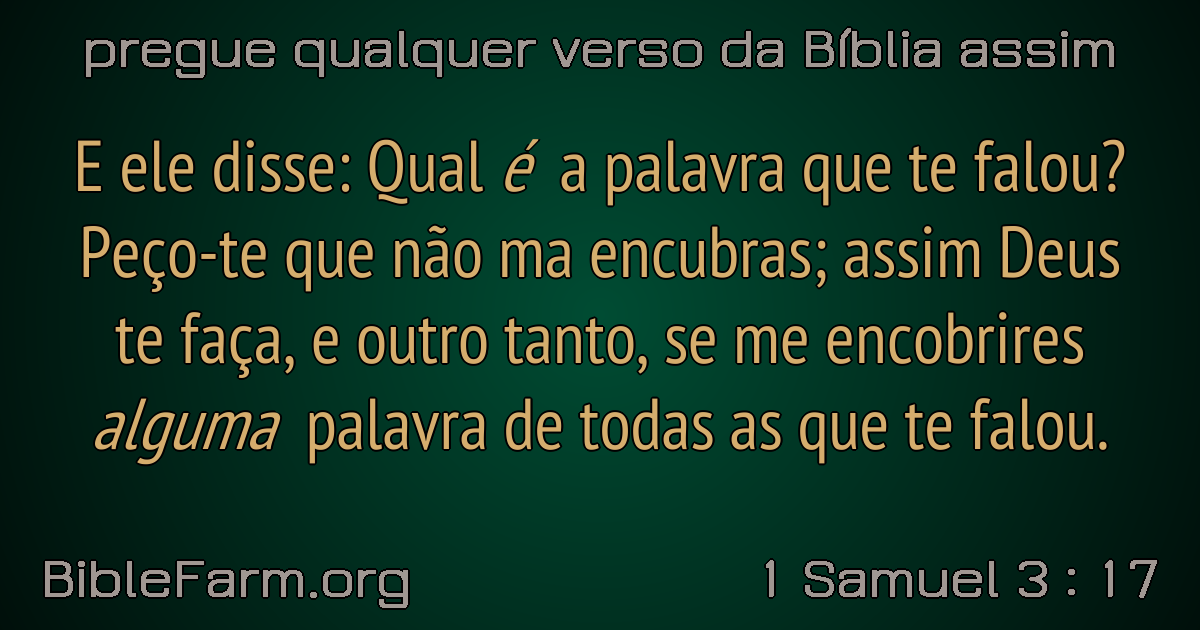 pregue qualquer verso da Bíblia assim
E ele disse: Qual é a palavra que te falou?
Peço-te que não ma encubras; assim Deus
te faça, e outro tanto, se me encobrires
alguma palavra de todas as que te falou.
BibleFarm.org
1 Samuel 3 : 17